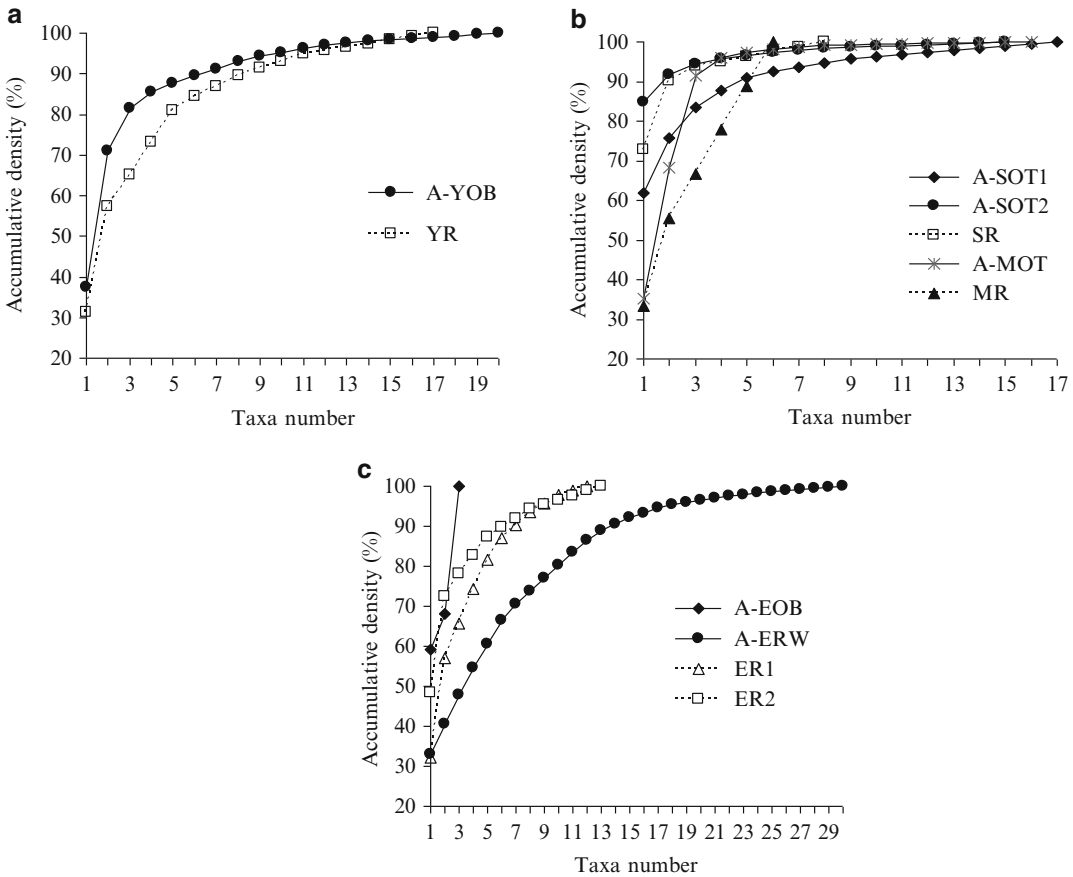 a
Accumulative density (%)
100
90
80
70
60
50
40
30
20
1 3 5 7 9 11 13 15 17 19
Taxa number
A-YOB
YR
b
Accumulative density (%)
100
90
80
70
60
50
40
30
20
1 3 5 7 9 11 13 15 17
Taxa number
A-SOT1
A-SOT2
SR
A-MOT
MR
c
Accumulative density (%)
100
90
80
70
60
50
40
30
20
1 3 5 7 9 11 13 15 17 19 21 23 25 27 29
Taxa number
A-EOB
A-ERW
ER1
ER2